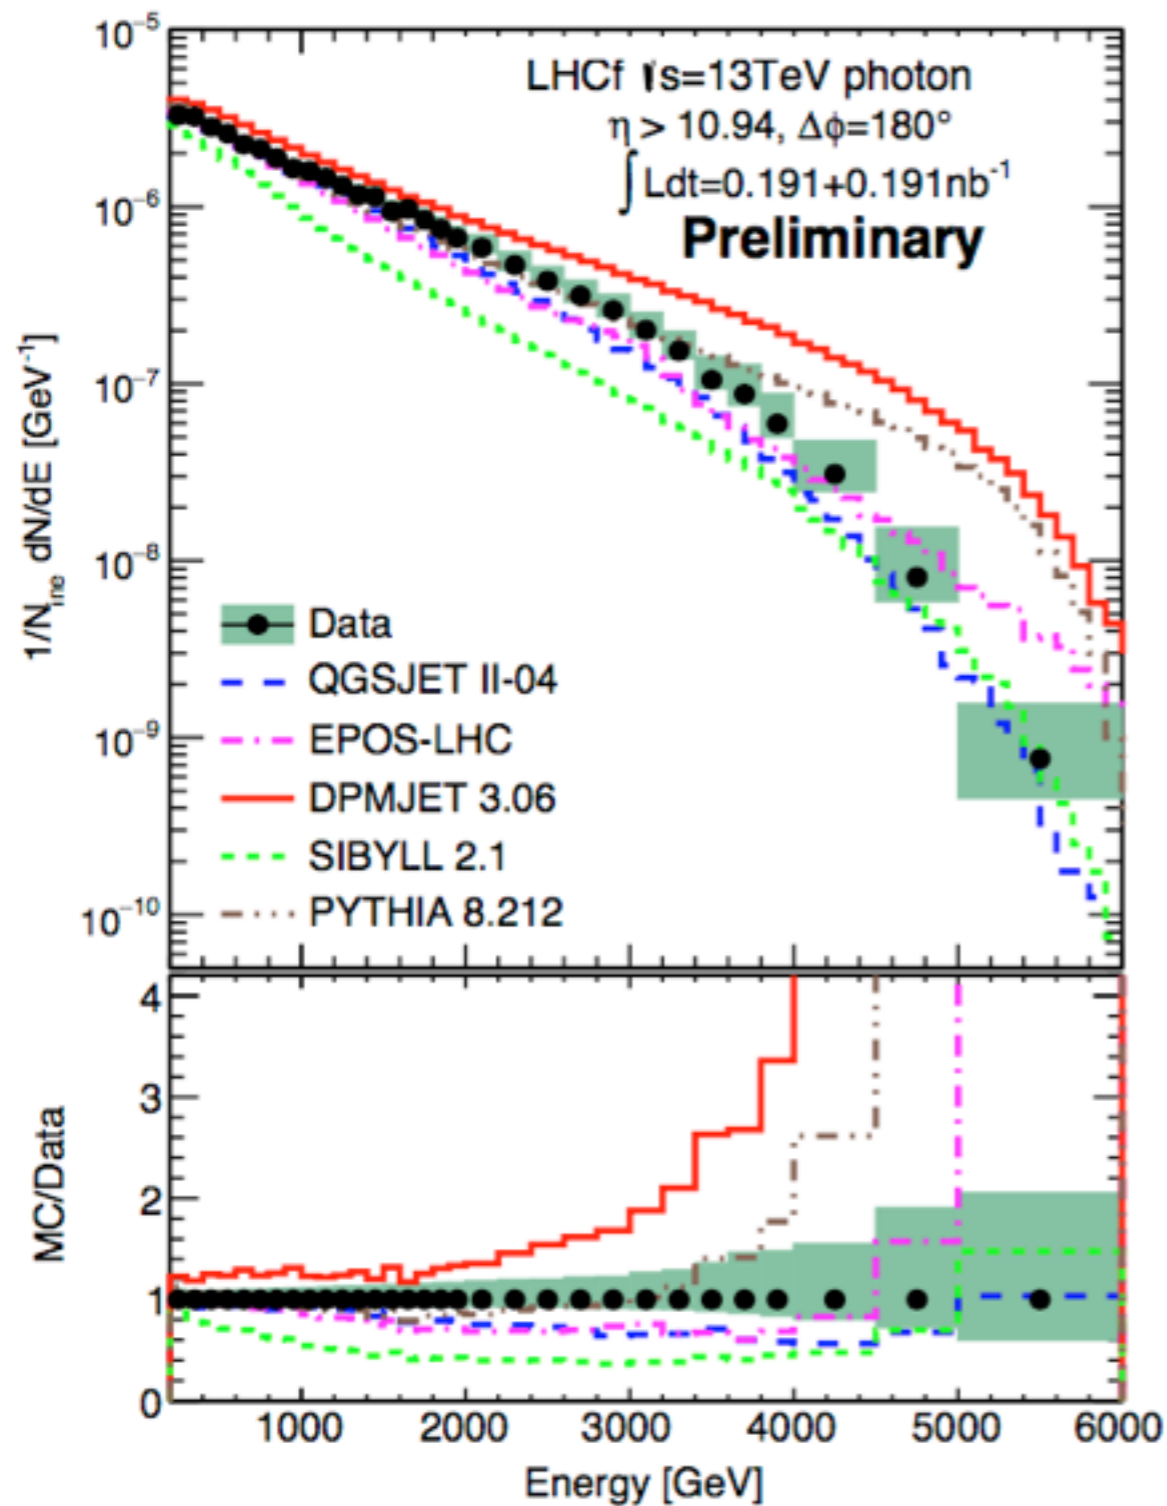 10⁻⁵
LHCf √s=13TeV photon
η > 10.94, Δϕ=180°
∫Ldt=0.191+0.191nb⁻¹
Preliminary
10⁻⁶
10⁻⁷
10⁻⁸
10⁻⁹
10⁻¹⁰
1/Nᵢₙₑ dN/dE [GeV⁻¹]
Data
QGSJET II-04
EPOS-LHC
DPMJET 3.06
SIBYLL 2.1
PYTHIA 8.212
4
3
2
1
0
MC/Data
1000 2000 3000 4000 5000 6000
Energy [GeV]